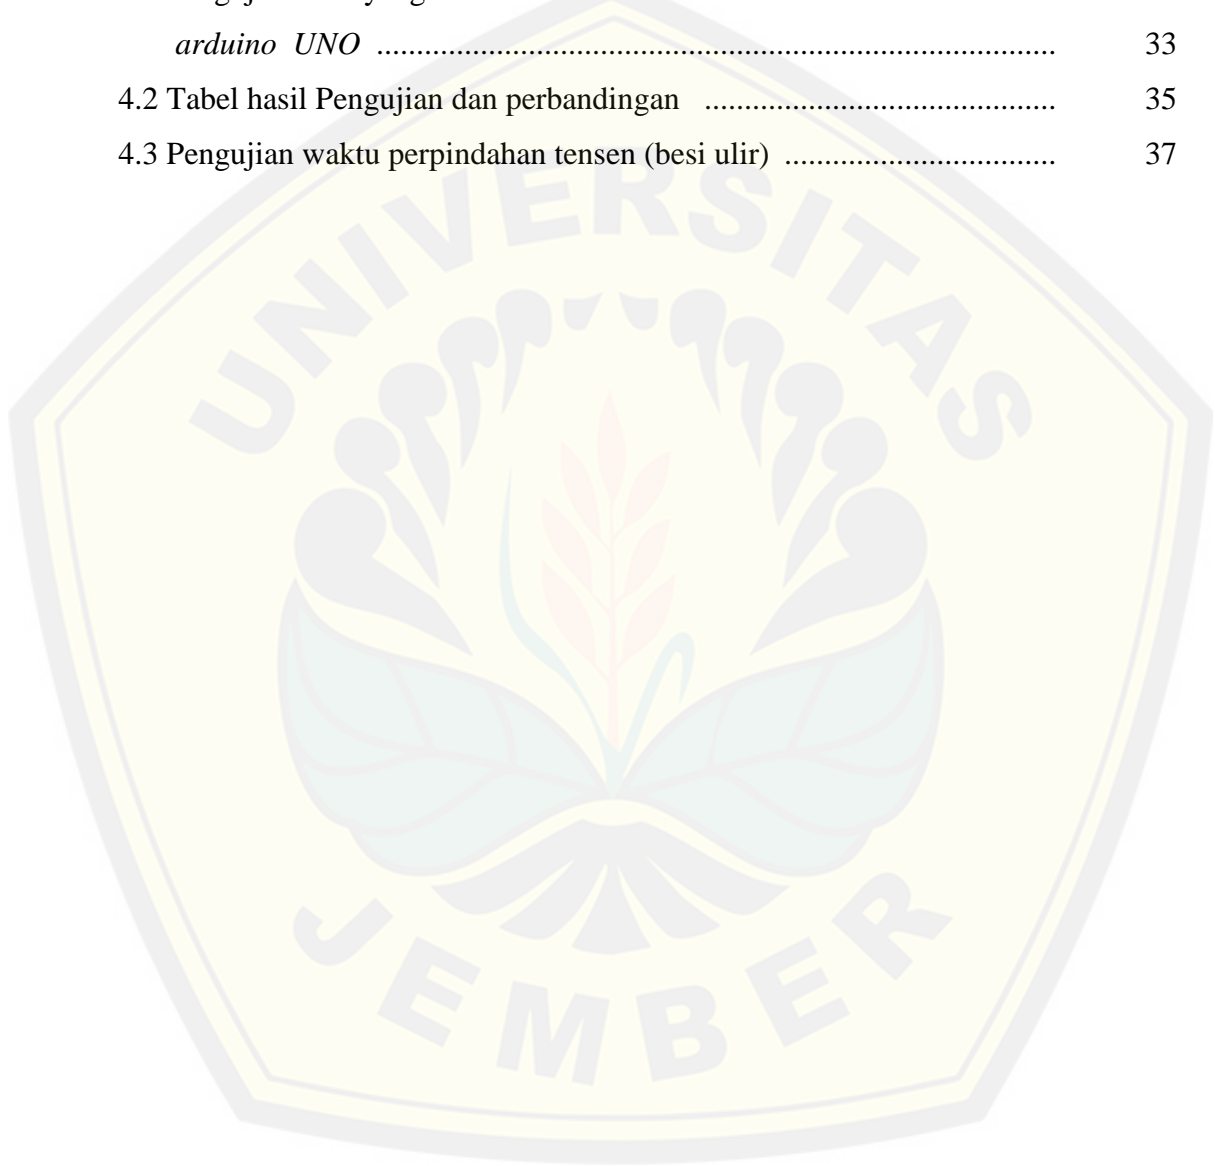 arduino UNO ..................................................................................... 33
4.2 Tabel hasil Pengujian dan perbandingan ............................................ 35
4.3 Pengujian waktu perpindahan tensen (besi ulir) .................................. 37
UNIVERSITAS
JEMBER